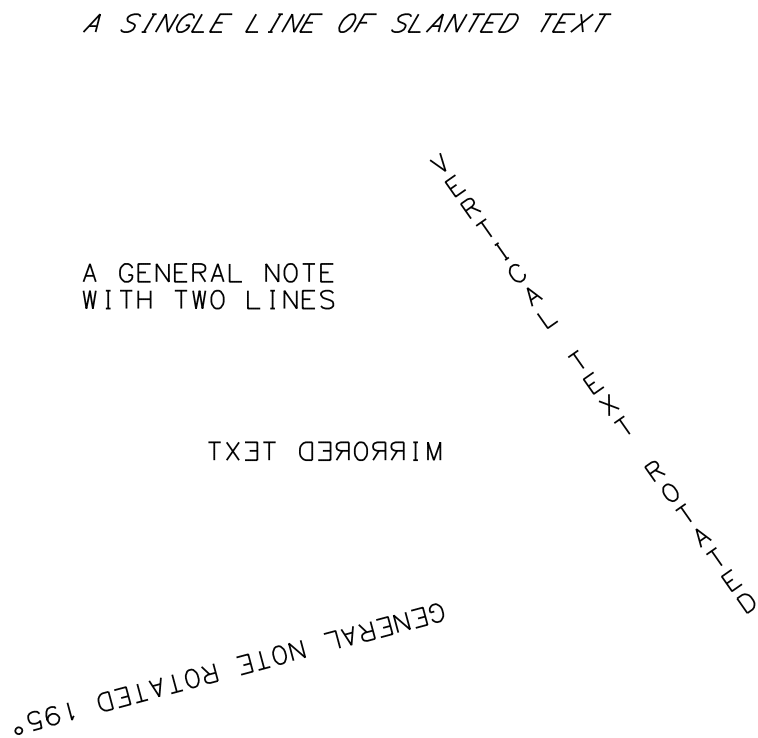 A SINGLE LINE OF SLANTED TEXT
VERTICAL TEXT ROTATED
A GENERAL NOTE
WITH TWO LINES
MIRRORED TEXT
GENERAL NOTE ROTATED 195°